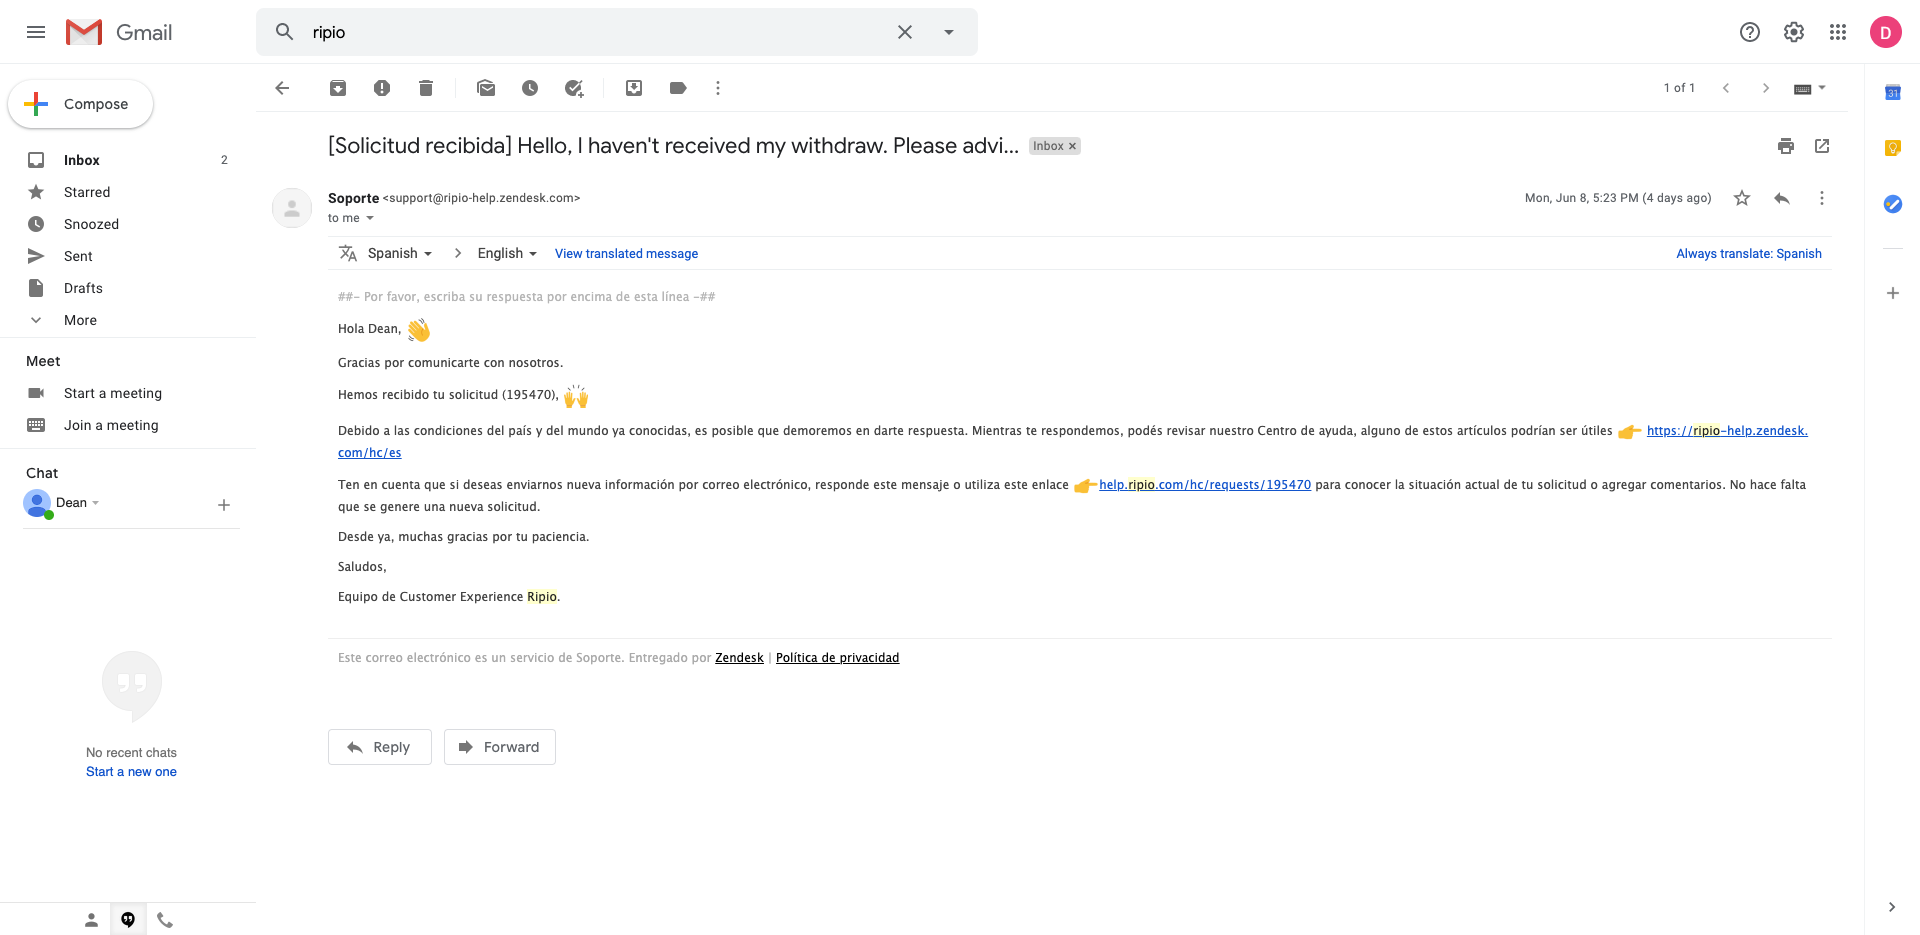 Gmail
ripio
D
Compose
1 of 1
31
Inbox 2
Starred
Snoozed
Sent
Drafts
More
Meet
Start a meeting
Join a meeting
Chat
Dean
No recent chats
Start a new one
[Solicitud recibida] Hello, I haven't received my withdraw. Please advi... Inbox ×
Soporte <support@ripio-help.zendesk.com> Mon, Jun 8, 5:23 PM (4 days ago)
to me
Spanish > English View translated message Always translate: Spanish
##- Por favor, escriba su respuesta por encima de esta línea -##
Hola Dean, 👋
Gracias por comunicarte con nosotros.
Hemos recibido tu solicitud (195470), 🙌
Debido a las condiciones del país y del mundo ya conocidas, es posible que demoremos en darte respuesta. Mientras te respondemos, podés revisar nuestro Centro de ayuda, alguno de estos artículos podrían ser útiles 👉 https://ripio-help.zendesk.
com/hc/es
Ten en cuenta que si deseas enviarnos nueva información por correo electrónico, responde este mensaje o utiliza este enlace 👉help.ripio.com/hc/requests/195470 para conocer la situación actual de tu solicitud o agregar comentarios. No hace falta
que se genere una nueva solicitud.
Desde ya, muchas gracias por tu paciencia.
Saludos,
Equipo de Customer Experience Ripio.
Este correo electrónico es un servicio de Soporte. Entregado por Zendesk | Política de privacidad
Reply Forward